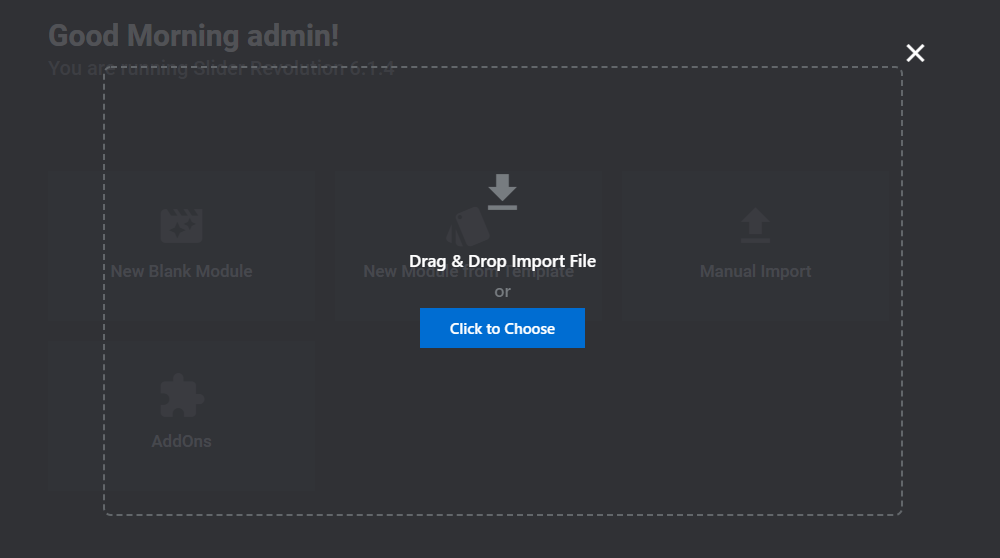 Good Morning admin!
You are running Slider Revolution 6.1.4
Drag & Drop Import File
or
Click to Choose
New Blank Module
New Module from Template
Manual Import
AddOns